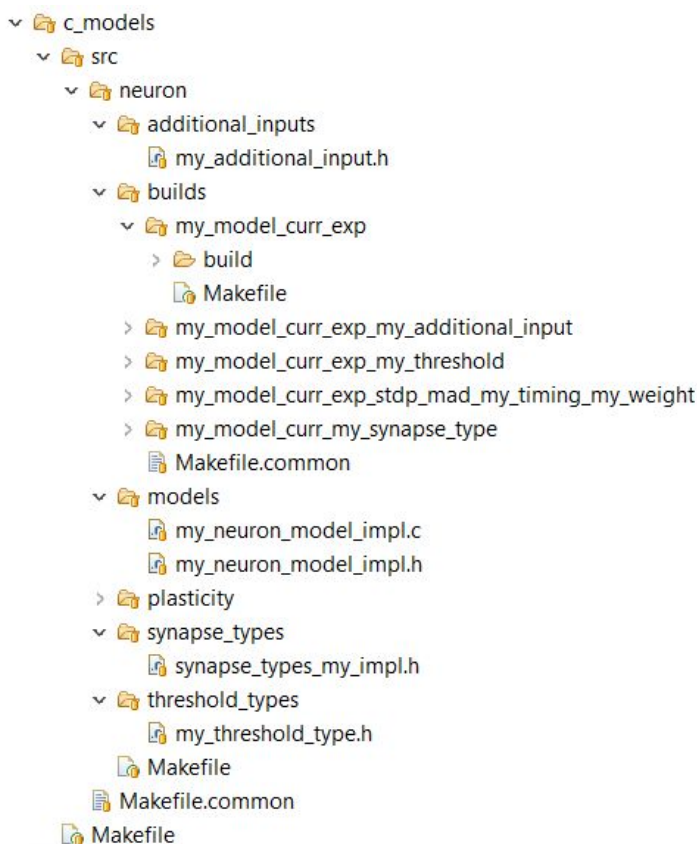 c_models
src
neuron
additional_inputs
my_additional_input.h
builds
my_model_curr_exp
build
Makefile
my_model_curr_exp_my_additional_input
my_model_curr_exp_my_threshold
my_model_curr_exp_stdp_mad_my_timing_my_weight
my_model_curr_my_synapse_type
Makefile.common
models
my_neuron_model_impl.c
my_neuron_model_impl.h
plasticity
synapse_types
synapse_types_my_impl.h
threshold_types
my_threshold_type.h
Makefile
Makefile.common
Makefile